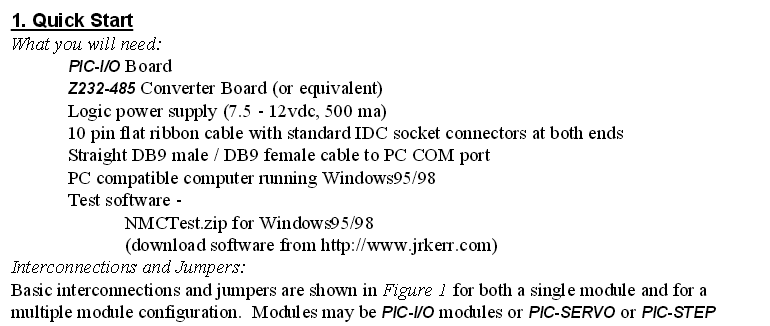 1. Quick Start
What you will need:
PIC-I/O Board
Z232-485 Converter Board (or equivalent)
Logic power supply (7.5 - 12vdc, 500 ma)
10 pin flat ribbon cable with standard IDC socket connectors at both ends
Straight DB9 male / DB9 female cable to PC COM port
PC compatible computer running Windows95/98
Test software -
NMCTest.zip for Windows95/98
(download software from http://www.jrkerr.com)
Interconnections and Jumpers:
Basic interconnections and jumpers are shown in Figure 1 for both a single module and for a
multiple module configuration. Modules may be PIC-I/O modules or PIC-SERVO or PIC-STEP